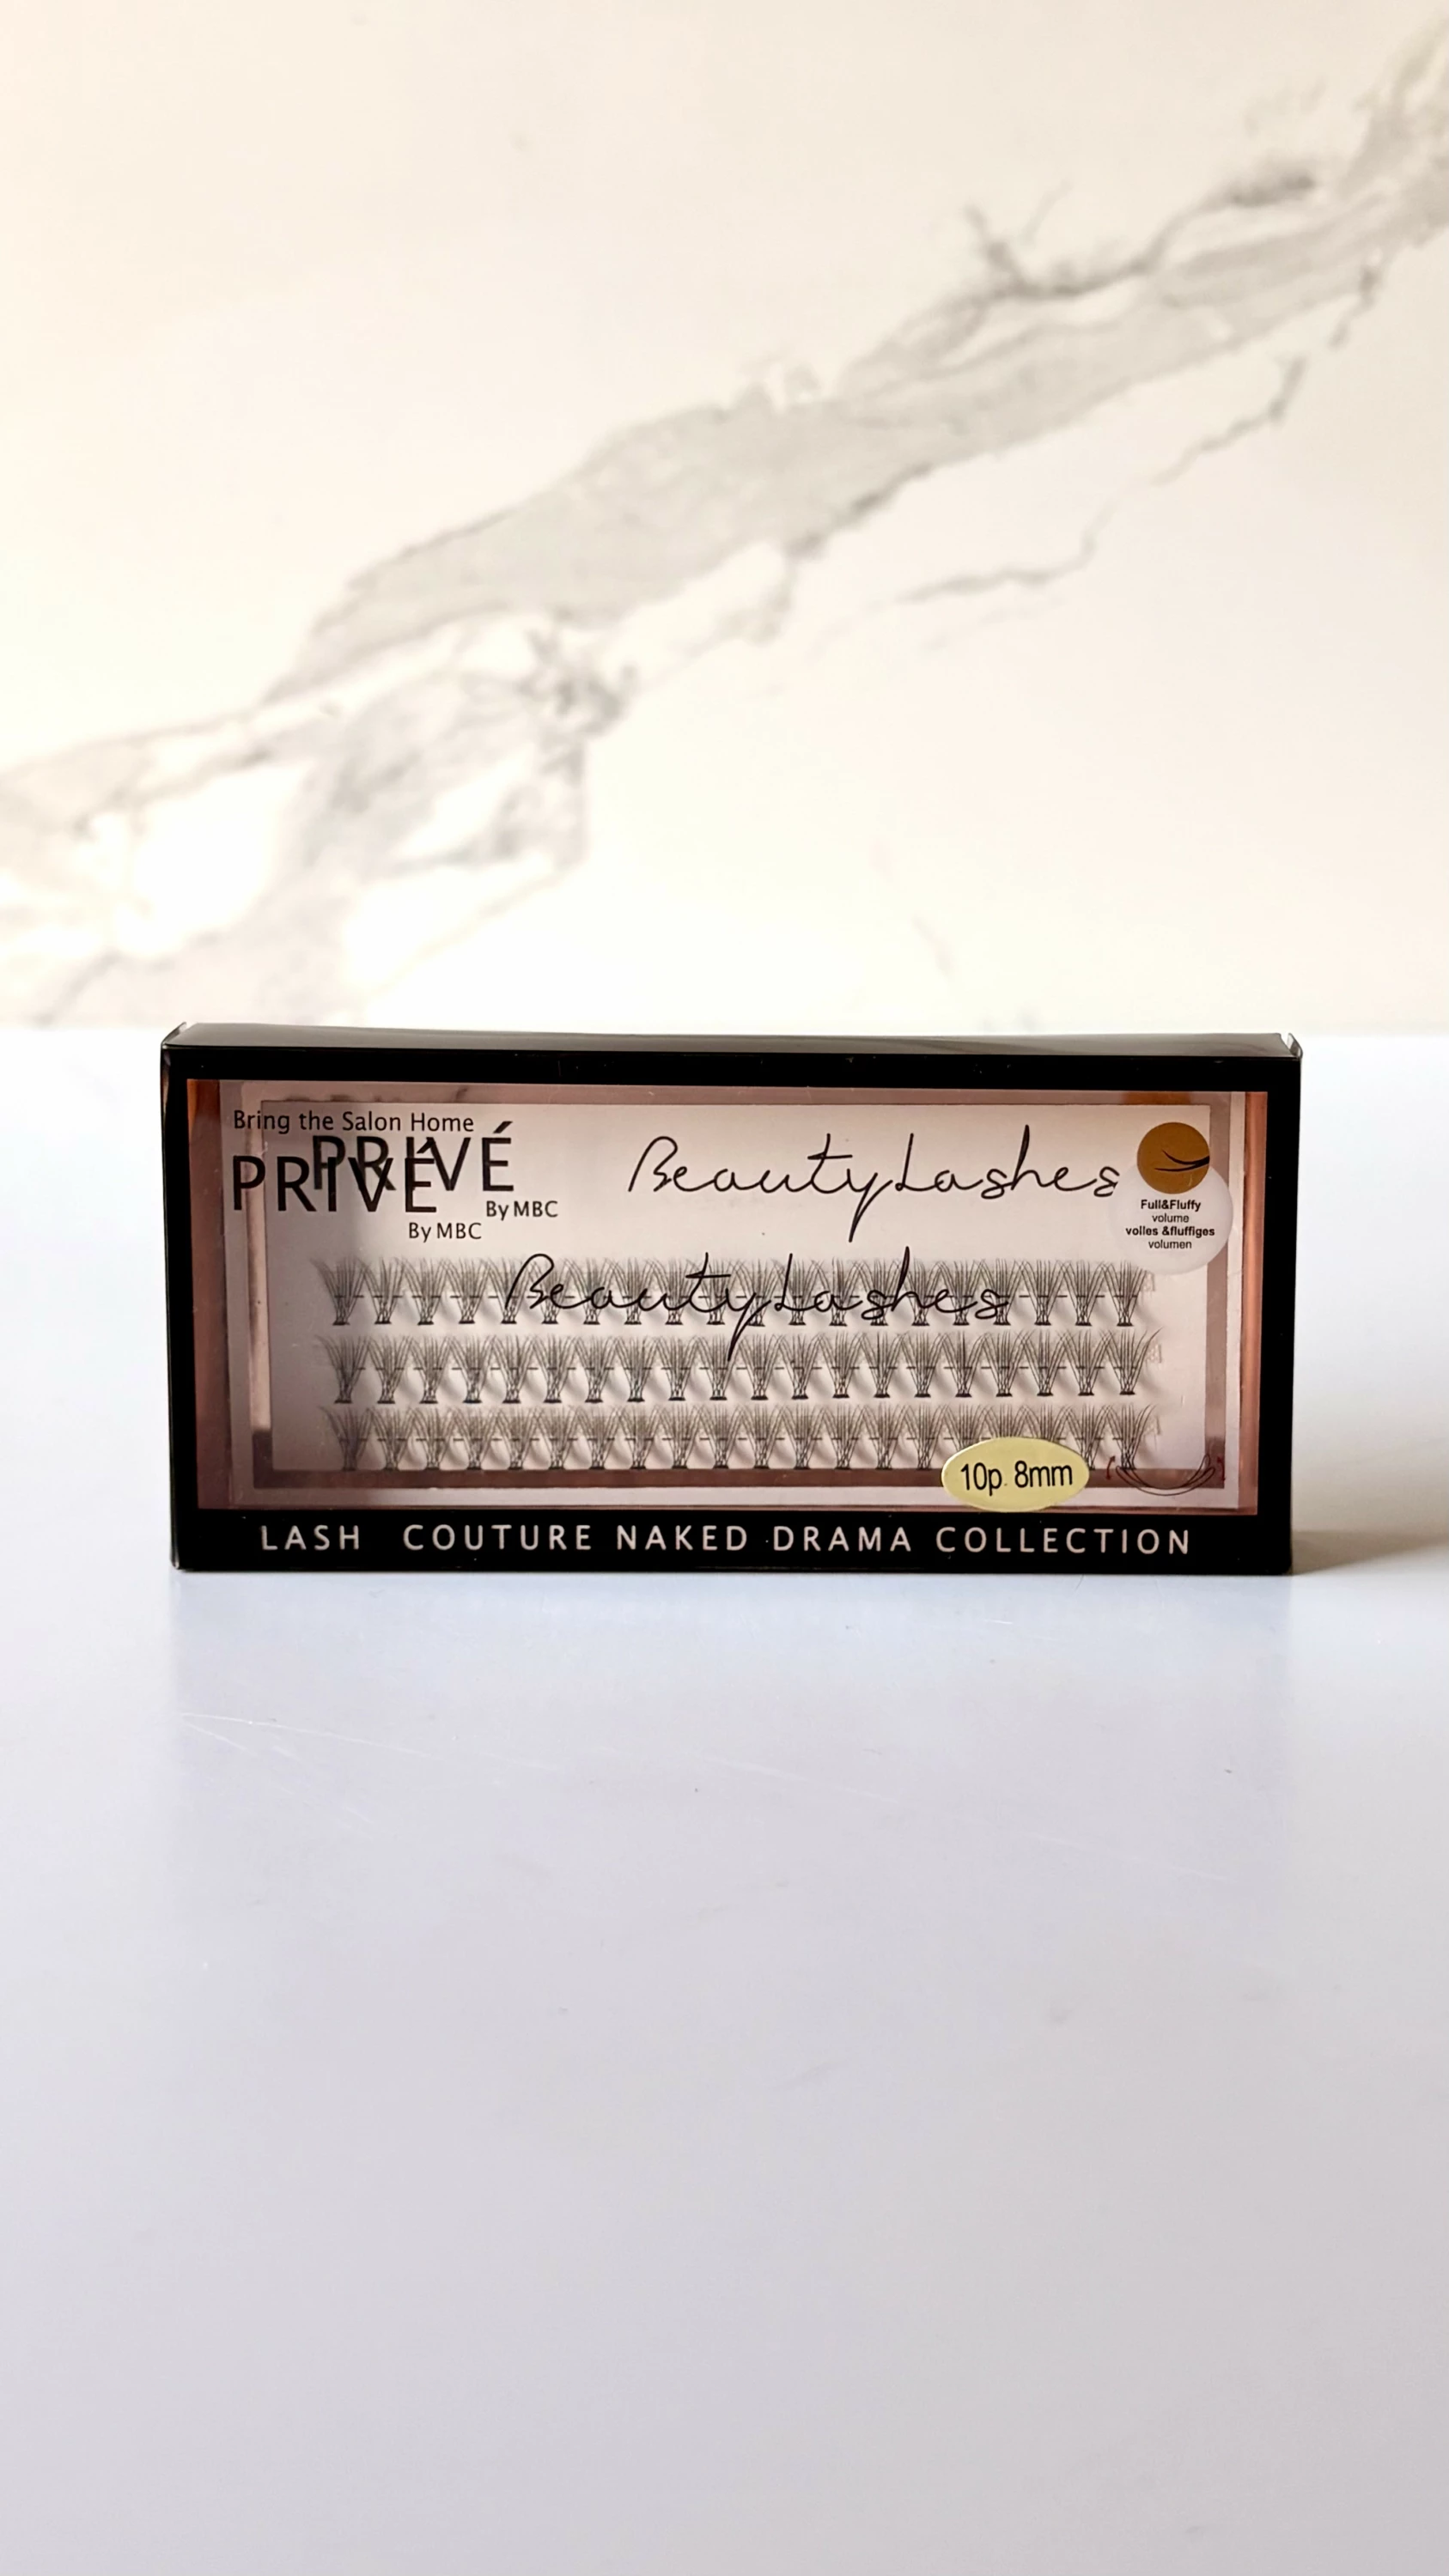 Bring the Salon Home
PRIVÉ
By MBC
PRIVÉ
By MBC
BeautyLashes
BeautyLashes
Full&Fluffy
volume
volles &fluffiges
volumen
10p. 8mm
LASH COUTURE NAKED DRAMA COLLECTION